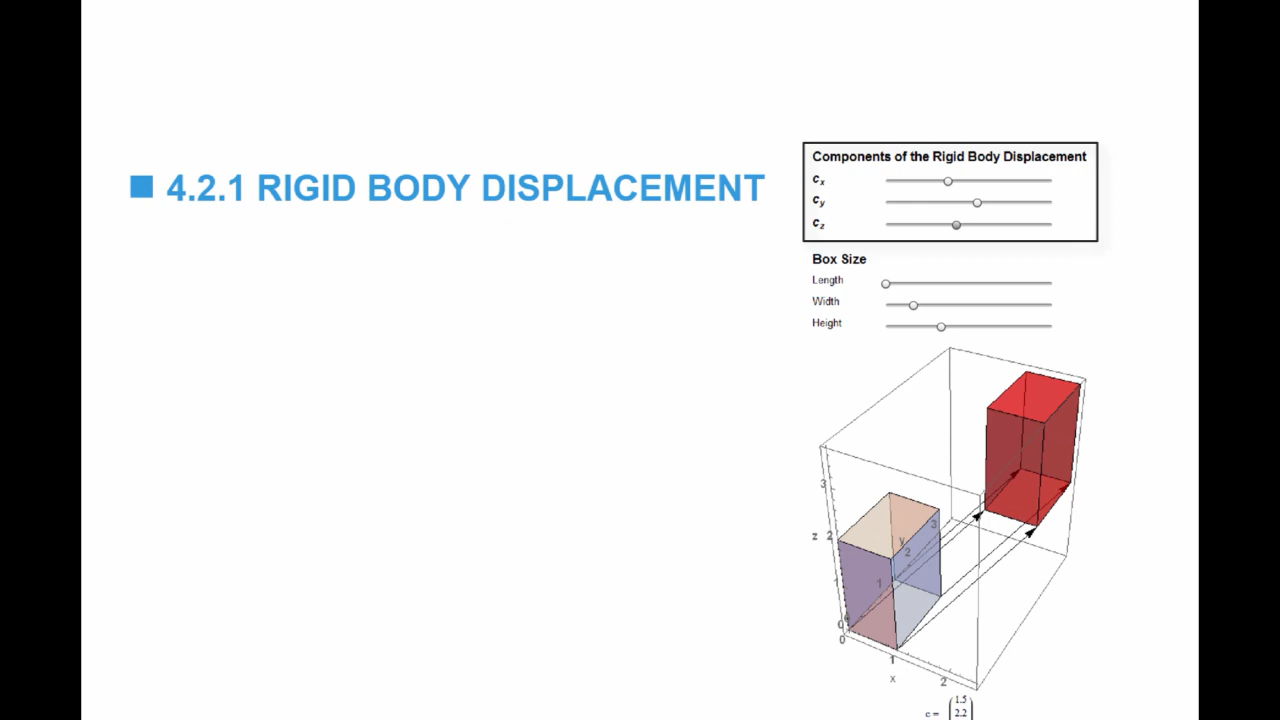 4.2.1 RIGID BODY DISPLACEMENT
Components of the Rigid Body Displacement
cx
cy
cz
Box Size
Length
Width
Height
3
z 2
1
0
0
1
x
2
1
2
y
3
c = 1.5
2.2